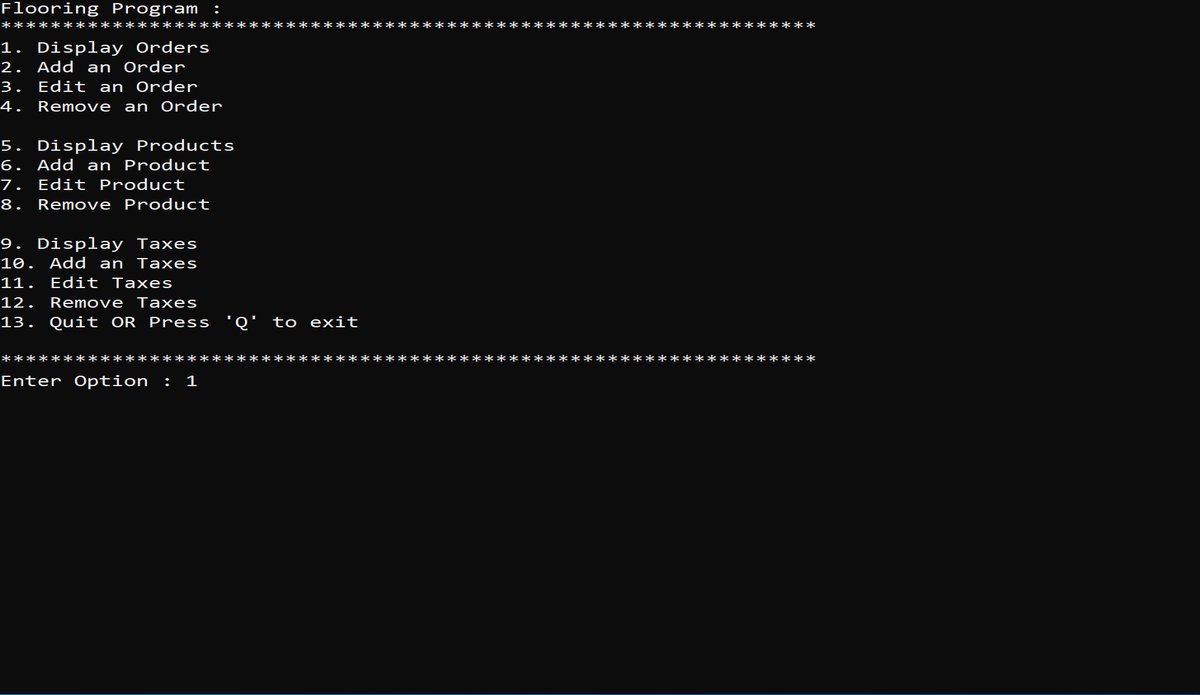 Flooring Program :
******************************************************************
1. Display Orders
2. Add an Order
3. Edit an Order
4. Remove an Order
5. Display Products
6. Add an Product
7. Edit Product
8. Remove Product
9. Display Taxes
10. Add an Taxes
11. Edit Taxes
12. Remove Taxes
13. Quit OR Press 'Q' to exit
******************************************************************
Enter Option : 1